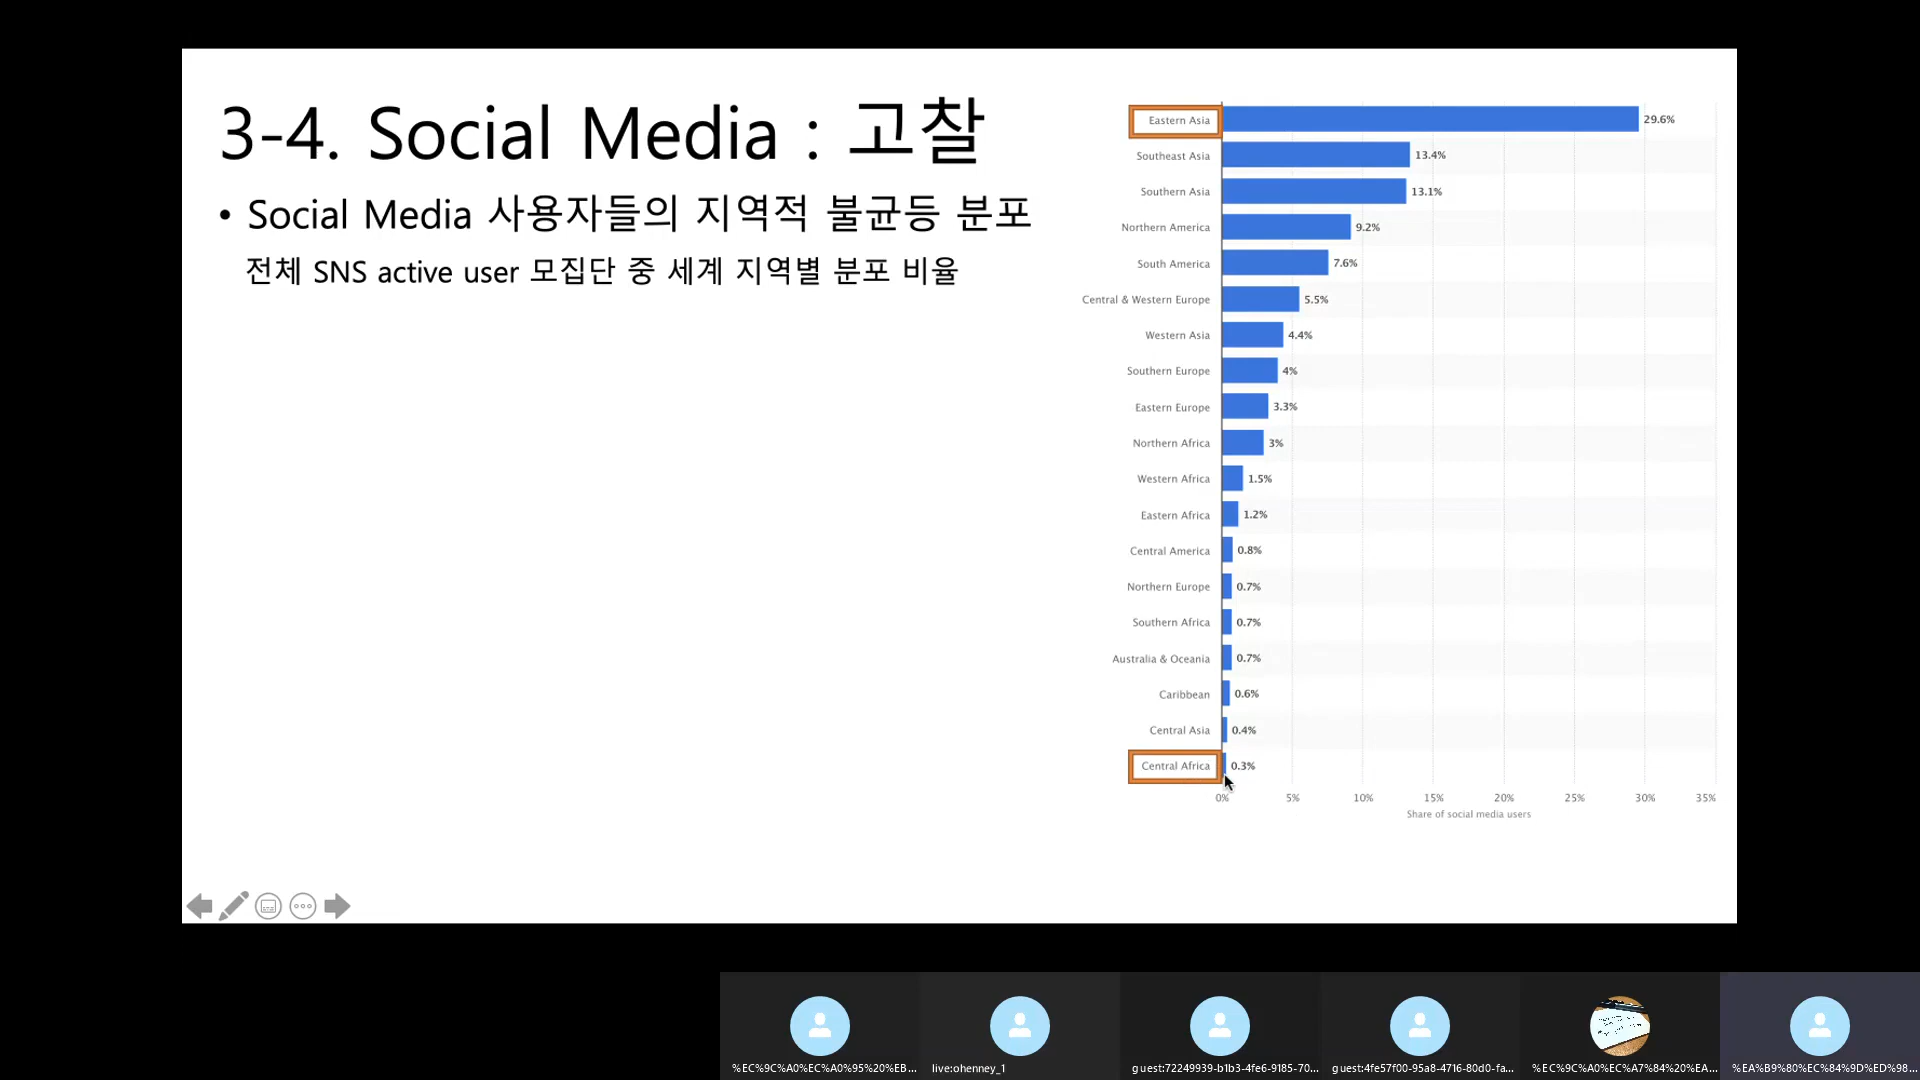 3-4. Social Media : 고찰
• Social Media 사용자들의 지역적 불균등 분포
전체 SNS active user 모집단 중 세계 지역별 분포 비율
Eastern Asia 29.6%
Southeast Asia 13.4%
Southern Asia 13.1%
Northern America 9.2%
South America 7.6%
Central & Western Europe 5.5%
Western Asia 4.4%
Southern Europe 4%
Eastern Europe 3.3%
Northern Africa 3%
Western Africa 1.5%
Eastern Africa 1.2%
Central America 0.8%
Northern Europe 0.7%
Southern Africa 0.7%
Australia & Oceania 0.7%
Caribbean 0.6%
Central Asia 0.4%
Central Africa 0.3%
0% 5% 10% 15% 20% 25% 30% 35%
Share of social media users
%EC%9C%A0%EC%A0%95%20%EB... live:ohenney_1 guest:72249939-b1b3-4fe6-9185-70... guest:4fe57f00-95a8-4716-80d0-fa... %EC%9C%A0%EC%A7%84%20%EA... %EA%B9%80%EC%84%9D%ED%98...